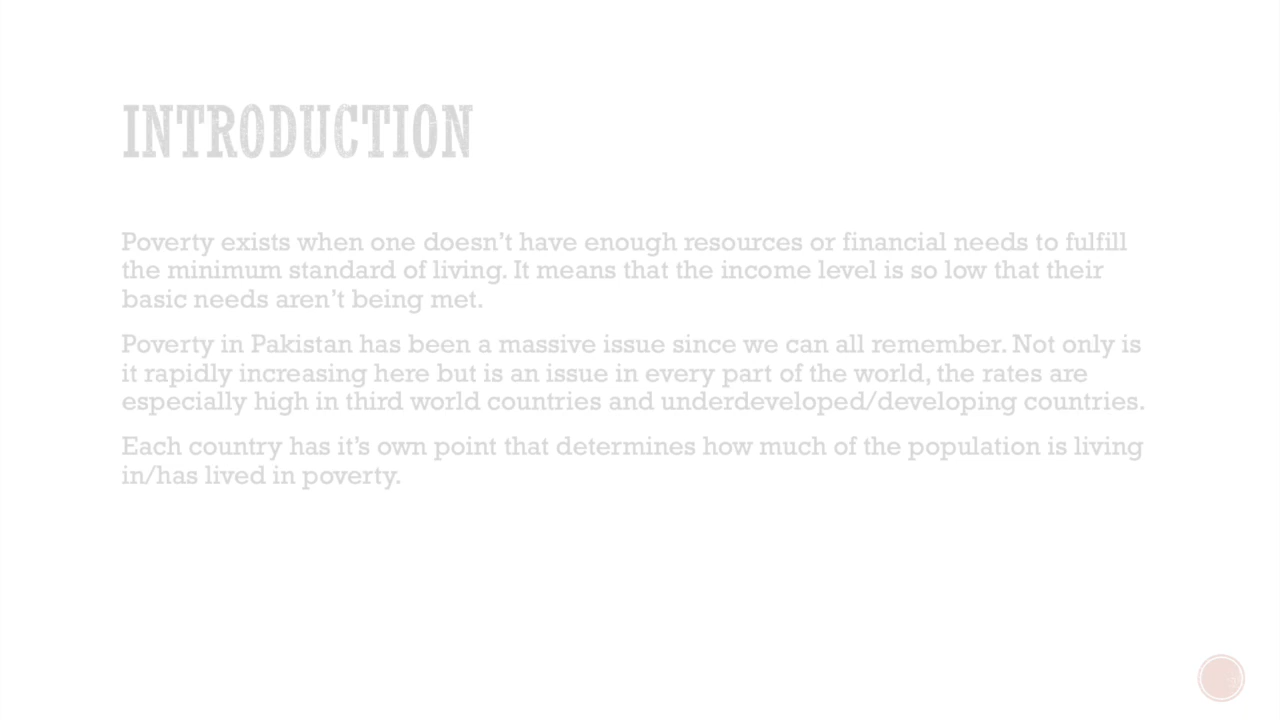 INTRODUCTION
Poverty exists when one doesn’t have enough resources or financial needs to fulfill
the minimum standard of living. It means that the income level is so low that their
basic needs aren’t being met.
Poverty in Pakistan has been a massive issue since we can all remember. Not only is
it rapidly increasing here but is an issue in every part of the world, the rates are
especially high in third world countries and underdeveloped/developing countries.
Each country has it’s own point that determines how much of the population is living
in/has lived in poverty.